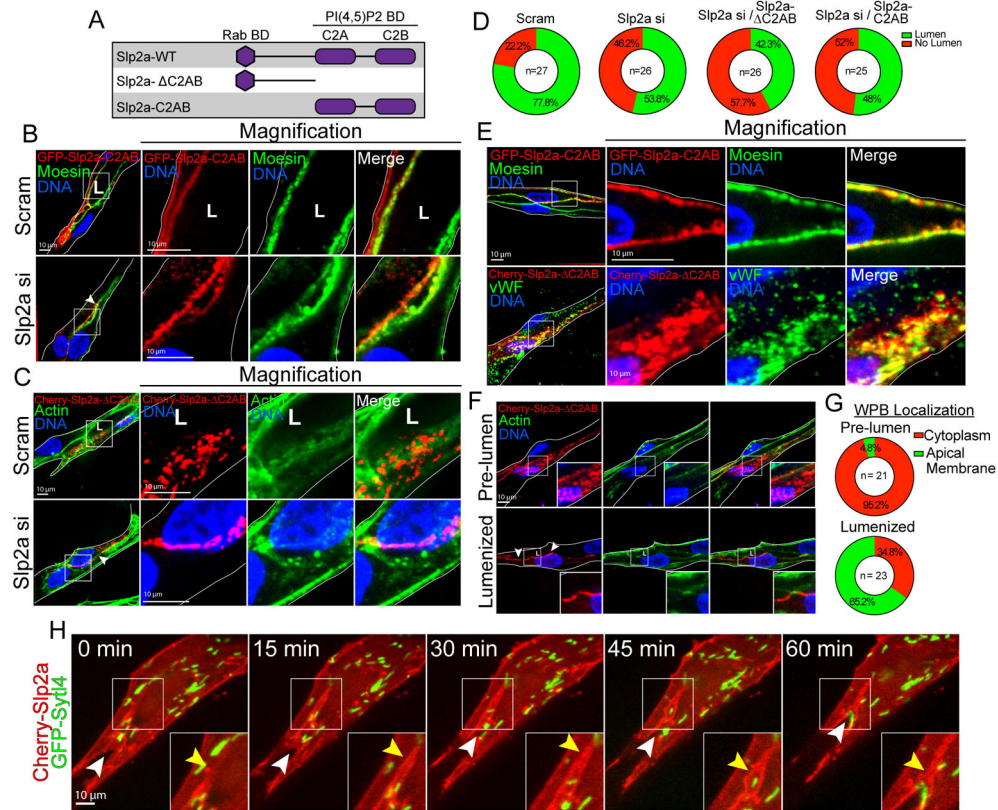 A
PI(4,5)P2 BD
Rab BD
C2A
C2B
Slp2a-WT
Slp2a- ΔC2AB
Slp2a-C2AB
B
Magnification
Scram
GFP-Slp2a-C2AB
Moesin
DNA
L
10 µm
GFP-Slp2a-C2AB
DNA
L
10 µm
Moesin
DNA
L
Merge
L
Slp2a si
10 µm
10 µm
C
Magnification
Scram
Cherry-Slp2a-ΔC2AB
Actin
DNA
L
10 µm
Cherry-Slp2a-ΔC2AB
DNA
L
10 µm
Actin
DNA
L
Merge
L
Slp2a si
10 µm
10 µm
D
Scram
22.2%
n=27
77.8%
Slp2a si
46.2%
n=26
53.8%
Slp2a si / Slp2a-ΔC2AB
42.3%
n=26
57.7%
Slp2a si / Slp2a-C2AB
52%
n=25
48%
Lumen
No Lumen
E
Magnification
GFP-Slp2a-C2AB
Moesin
DNA
10 µm
GFP-Slp2a-C2AB
DNA
10 µm
Moesin
DNA
Merge
Cherry-Slp2a-ΔC2AB
vWF
DNA
10 µm
Cherry-Slp2a-ΔC2AB
DNA
10 µm
vWF
DNA
Merge
F
Pre-lumen
Cherry-Slp2a-ΔC2AB
Actin
DNA
10 µm
Lumenized
L
L
L
G
WPB Localization
Pre-lumen
4.8%
n= 21
95.2%
Cytoplasm
Apical
Membrane
Lumenized
34.8%
n= 23
65.2%
H
Cherry-Slp2a
GFP-Sytl4
0 min
15 min
30 min
45 min
60 min
10 µm